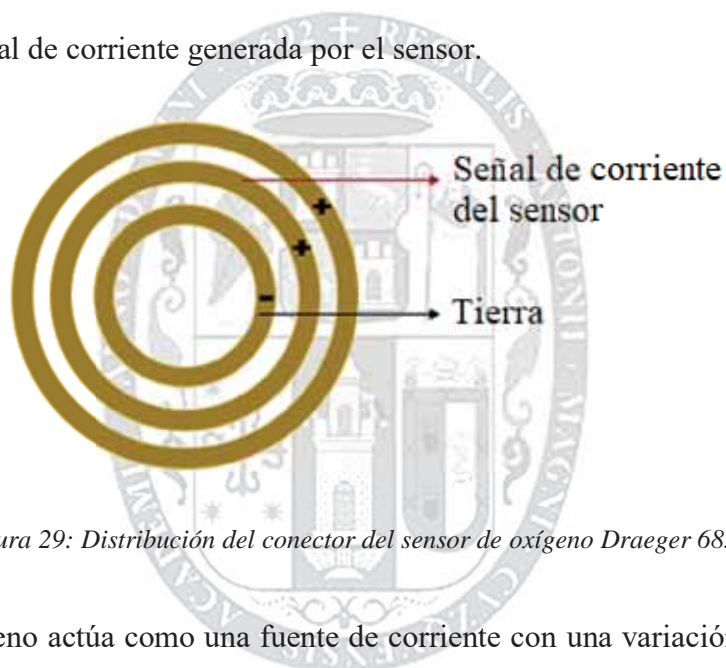 al de corriente generada por el sensor.
Señal de corriente
del sensor
+
+
-
Tierra
ura 29: Distribución del conector del sensor de oxígeno Draeger 68
eno actúa como una fuente de corriente con una variación